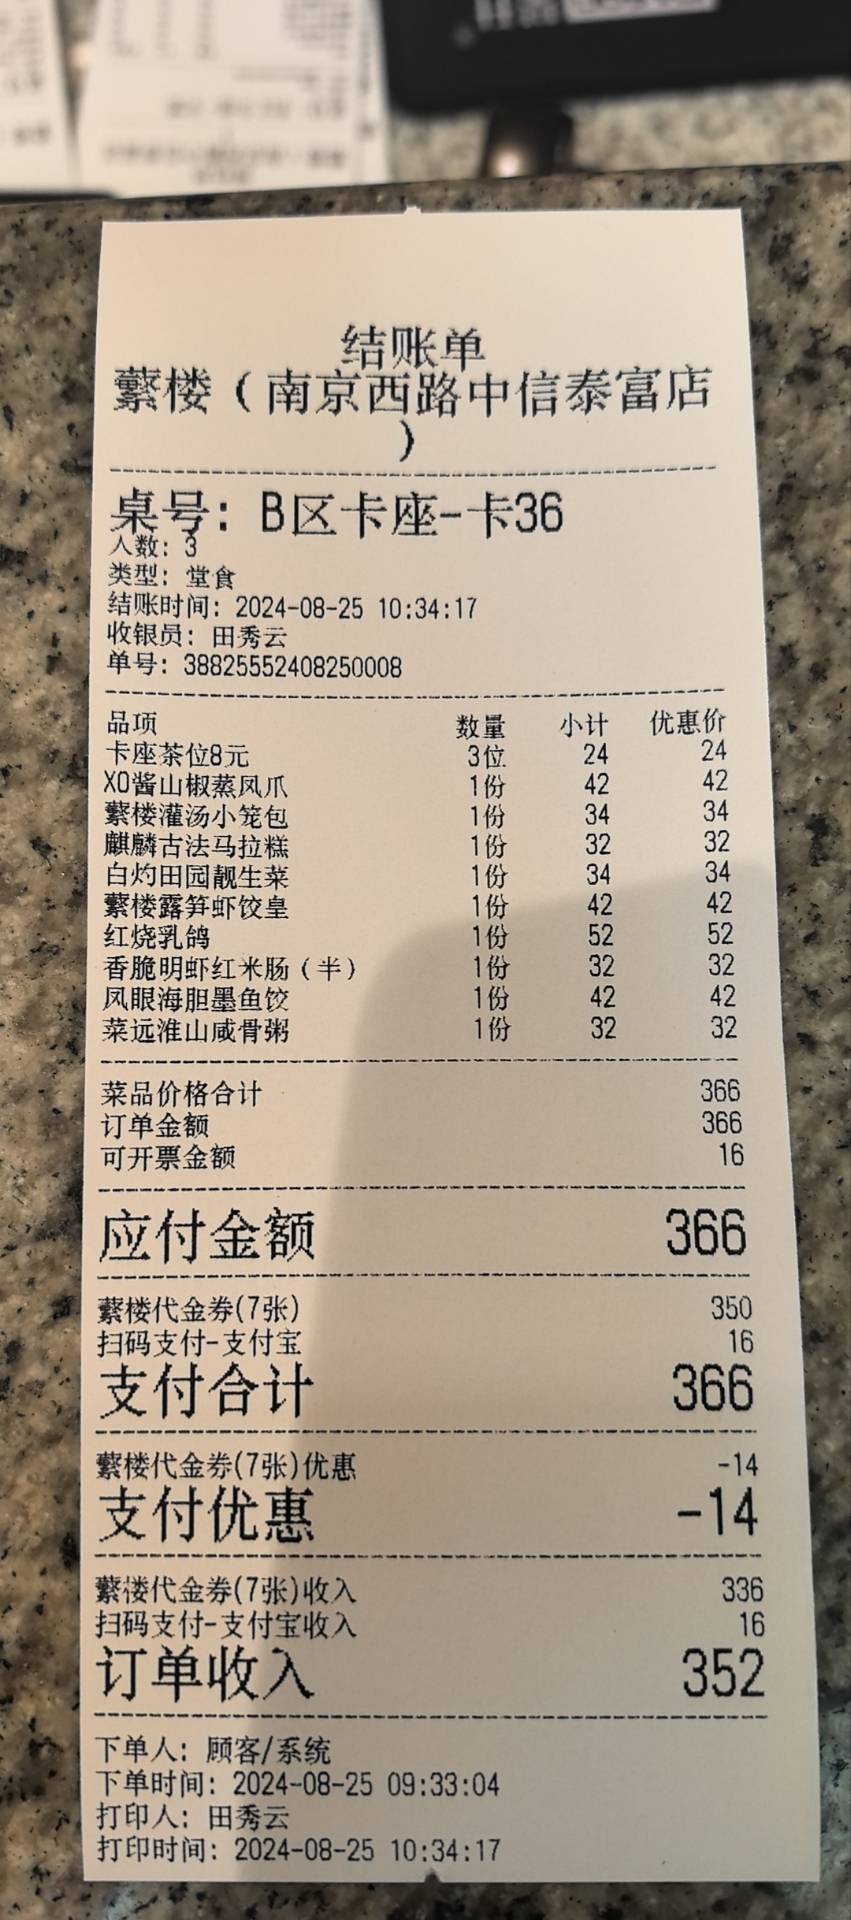 结账单
蘩楼（南京西路中信泰富店
）
桌号: B区卡座-卡36
人数: 3
类型: 堂食
结账时间: 2024-08-25 10:34:17
收银员: 田秀云
单号: 38825552408250008
品项 数量 小计 优惠价
卡座茶位8元 3位 24 24
XO酱山椒蒸凤爪 1份 42 42
蘩楼灌汤小笼包 1份 34 34
麒麟古法马拉糕 1份 32 32
白灼田园靓生菜 1份 34 34
蘩楼露笋虾饺皇 1份 42 42
红烧乳鸽 1份 52 52
香脆明虾红米肠（半） 1份 32 32
凤眼海胆墨鱼饺 1份 42 42
菜远淮山咸骨粥 1份 32 32
菜品价格合计 366
订单金额 366
可开票金额 16
应付金额 366
蘩楼代金券(7张) 350
扫码支付-支付宝 16
支付合计 366
蘩楼代金券(7张)优惠 -14
支付优惠 -14
蘩楼代金券(7张)收入 336
扫码支付-支付宝收入 16
订单收入 352
下单人: 顾客/系统
下单时间: 2024-08-25 09:33:04
打印人: 田秀云
打印时间: 2024-08-25 10:34:17